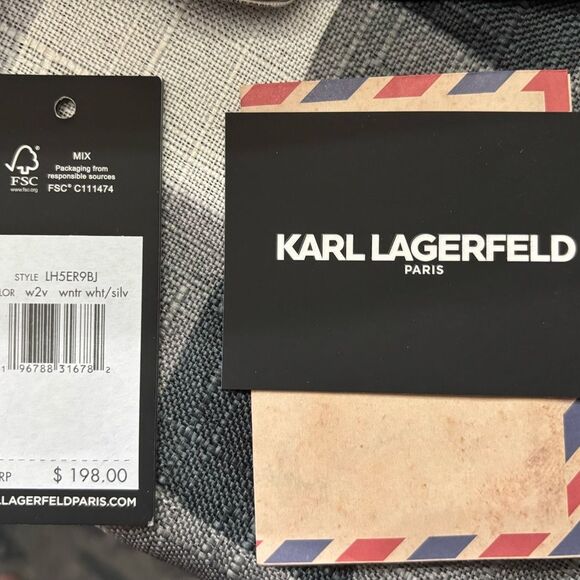 MIX
Packaging from
responsible sources
FSC® C111474
FSC
www.fsc.org
STYLE LH5ER9BJ
LOR w2v wntr wht/silv
1 96788 31678 2
RP $ 198.00
LAGERFELDPARIS.COM
KARL LAGERFELD
PARIS